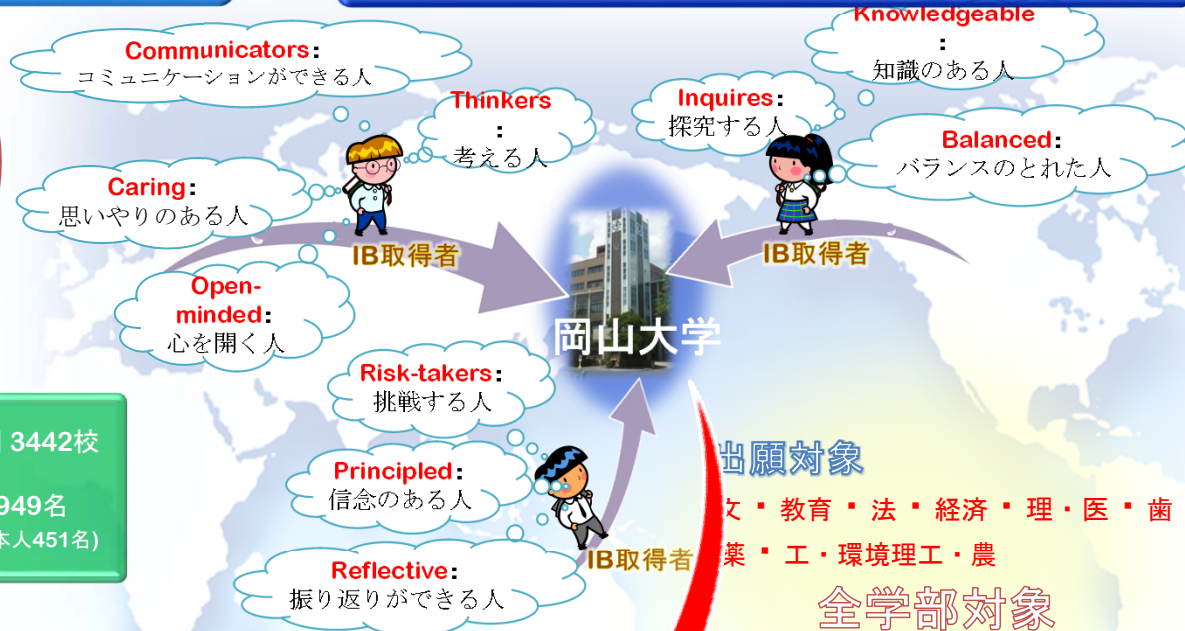 Communicators:
コミュニケーションができる人
Thinkers
:
考える人
Caring:
思いやりのある人
Open-
minded:
心を開く人
IB取得者
Knowledgeable
:
知識のある人
Inquires:
探究する人
Balanced:
バランスのとれた人
IB取得者
岡山大学
Risk-takers:
挑戦する人
Principled:
信念のある人
Reflective:
振り返りができる人
IB取得者
3442校
949名
本人451名)
出願対象
文・教育・法・経済・理・医・歯
薬・工・環境理工・農
全学部対象